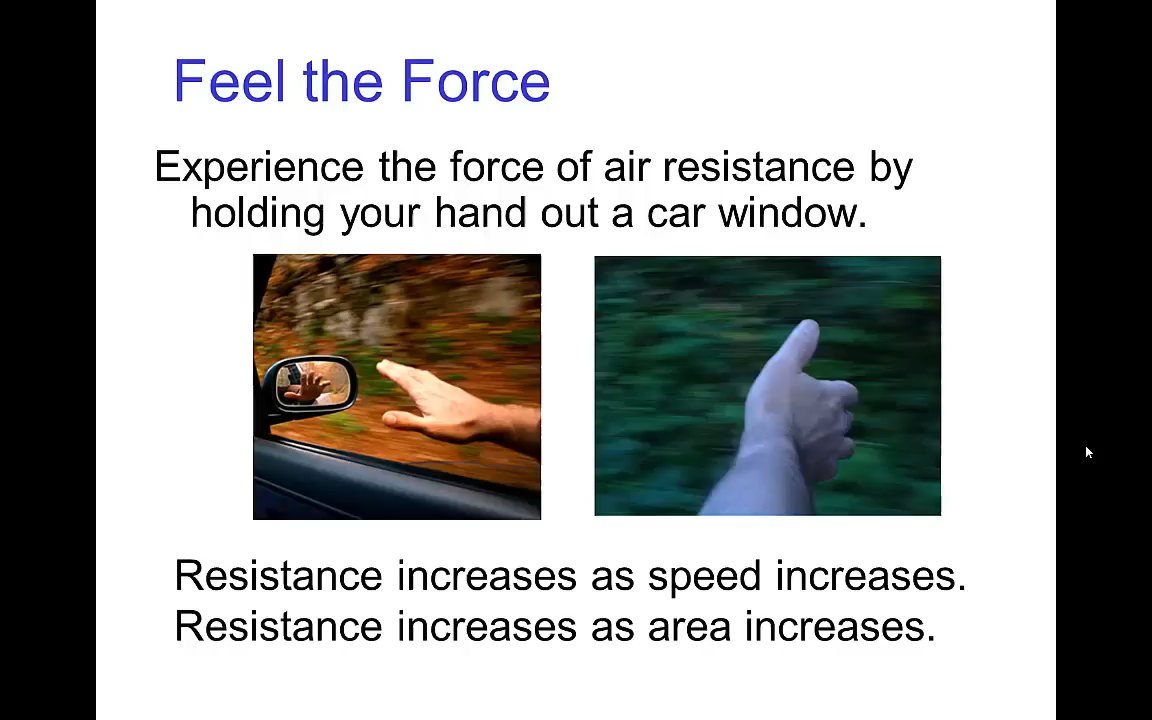 Feel the Force
Experience the force of air resistance by
holding your hand out a car window.
Resistance increases as speed increases.
Resistance increases as area increases.